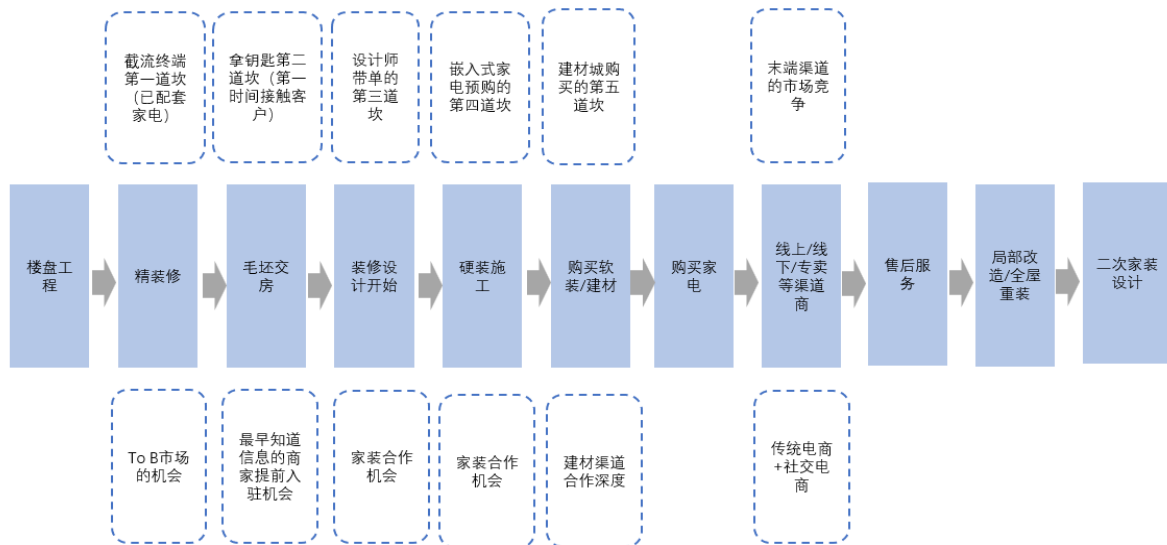 截流终端
第一道坎
（已配套
家电）
拿钥匙第二
道坎（第一
时间接触客
户）
设计师
带单的
第三道
坎
嵌入式家
电预购的
第四道坎
建材城购
买的第五
道坎
末端渠道
的市场竞
争
楼盘工
程
精装修
毛坯交
房
装修设
计开始
硬装施
工
购买软
装/建材
购买家
电
线上/线
下/专卖
等渠道
商
售后服
务
局部改
造/全屋
重装
二次家装
设计
To B市场
的机会
最早知道
信息的商
家提前入
驻机会
家装合作
机会
家装合作
机会
建材渠道
合作深度
传统电商
+社交电
商